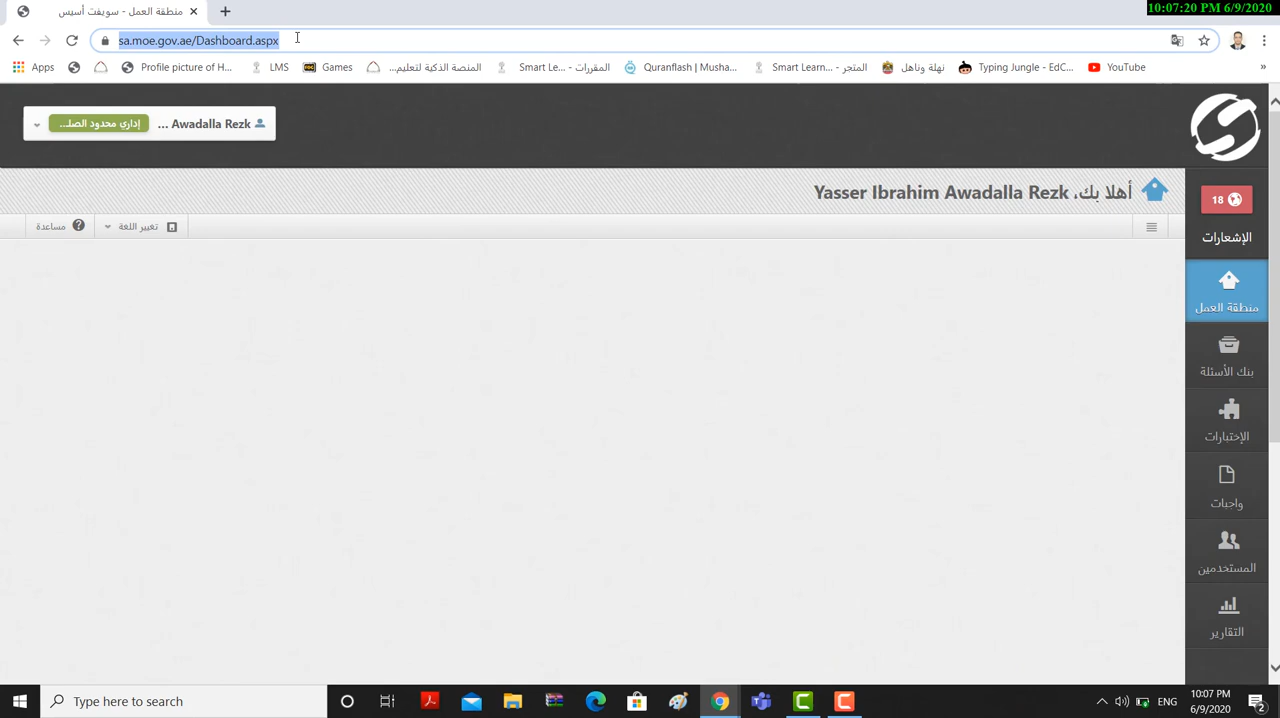 10:07:20 PM 6/9/2020
منطقة العمل - سويفت أسيس
sa.moe.gov.ae/Dashboard.aspx
Apps
Profile picture of H...
LMS
Games
المنصة الذكية لتعليم...
Smart Le... - المقررات
Quranflash | Musha...
Smart Learn... - المتجر
نهلة وناهل
Typing Jungle - EdC...
YouTube
»
... Awadalla Rezk
إداري محدود الصلـ...
أهلا بك، Yasser Ibrahim Awadalla Rezk
تغيير اللغة
مساعدة
18
الإشعارات
منطقة العمل
بنك الأسئلة
الإختبارات
واجبات
المستخدمين
التقارير
Type here to search
ENG
10:07 PM
6/9/2020
2